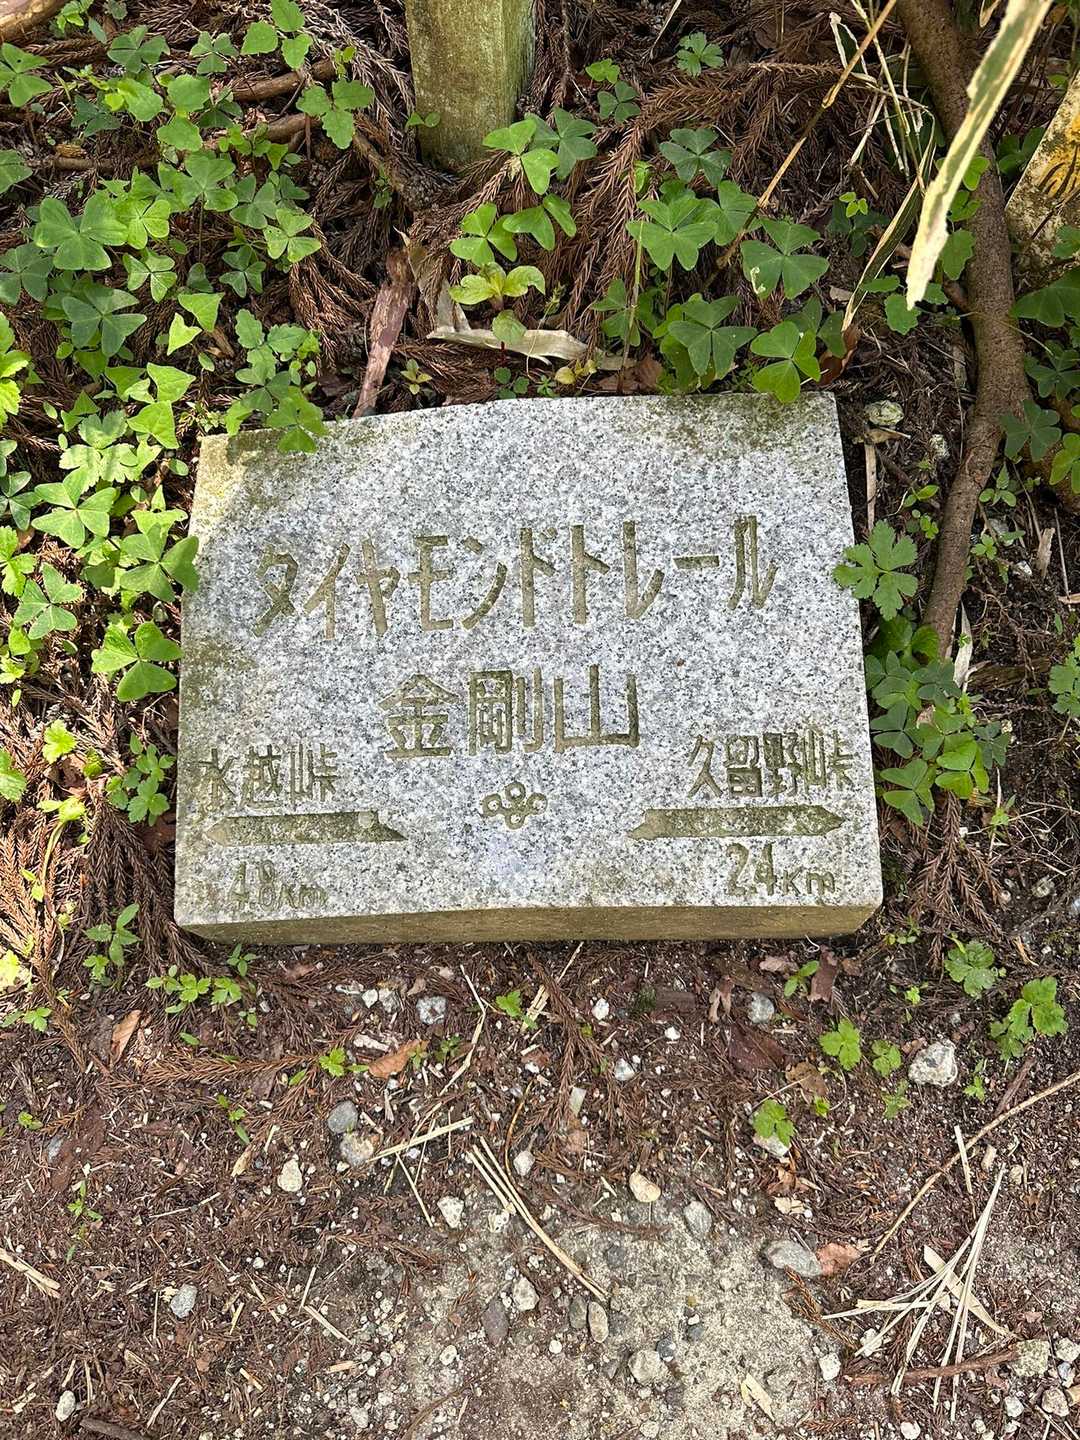 ダイヤモンドトレール
金剛山
水越峠
久留野峠
4.8Km
2.4Km